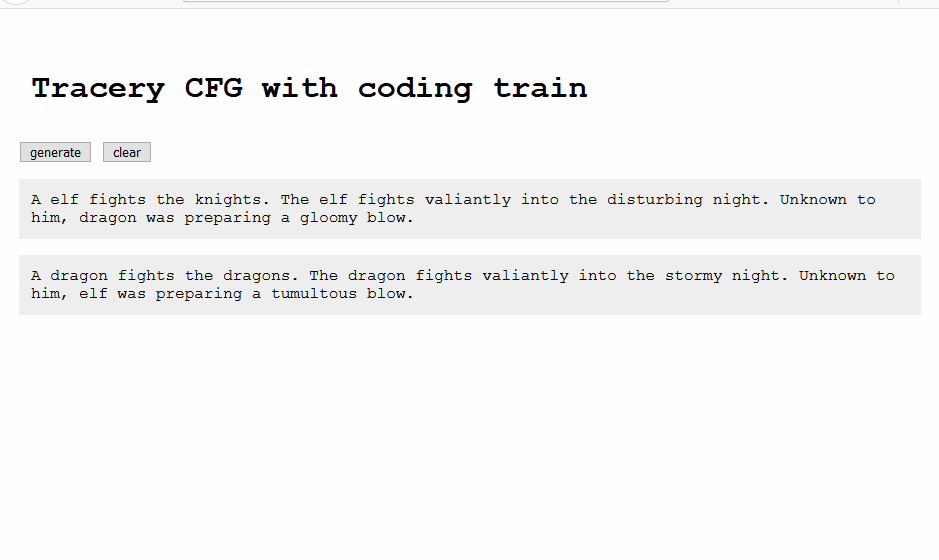 Tracery CFG with coding train
generate clear
A elf fights the knights. The elf fights valiantly into the disturbing night. Unknown to
him, dragon was preparing a gloomy blow.
A dragon fights the dragons. The dragon fights valiantly into the stormy night. Unknown to
him, elf was preparing a tumultous blow.